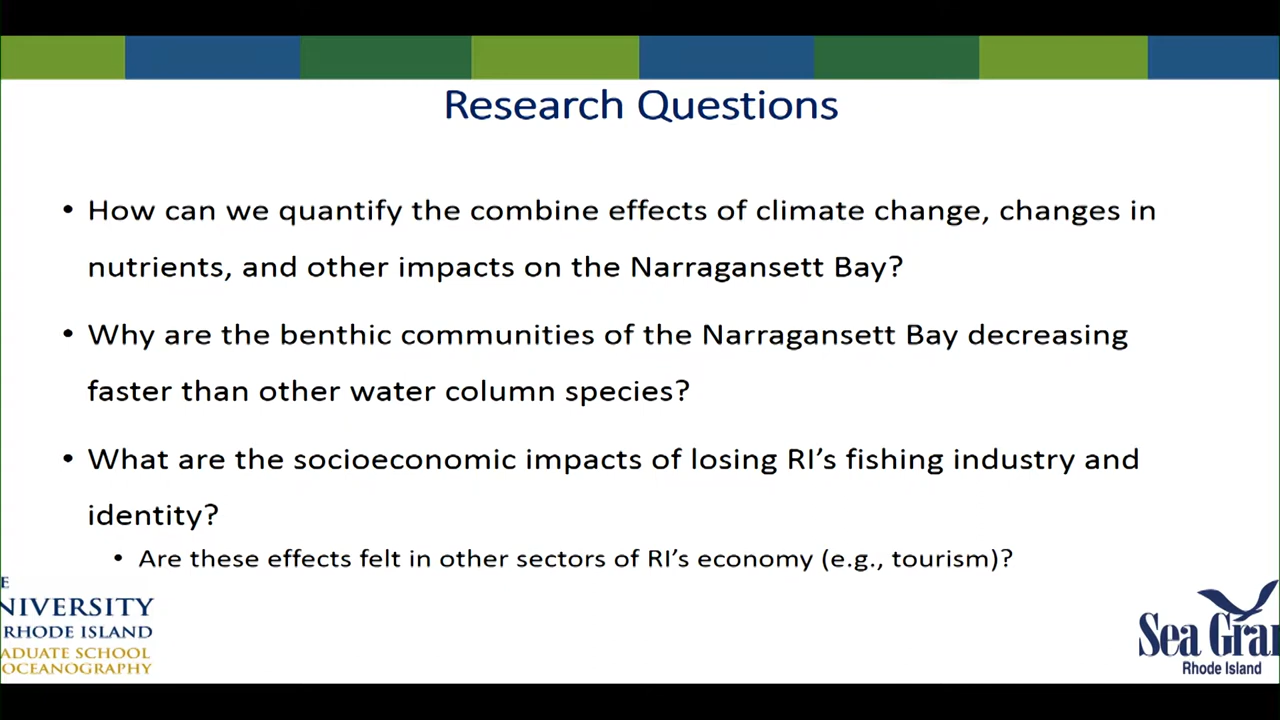 Research Questions
• How can we quantify the combine effects of climate change, changes in
nutrients, and other impacts on the Narragansett Bay?
• Why are the benthic communities of the Narragansett Bay decreasing
faster than other water column species?
• What are the socioeconomic impacts of losing RI’s fishing industry and
identity?
• Are these effects felt in other sectors of RI’s economy (e.g., tourism)?
E
NIVERSITY
RHODE ISLAND
ADUATE SCHOOL
OCEANOGRAPHY
Sea Gra
Rhode Island